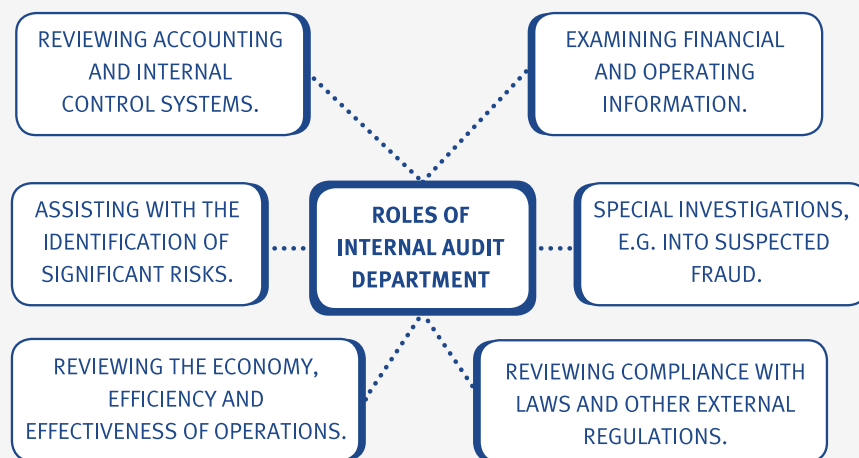 REVIEWING ACCOUNTING
AND INTERNAL
CONTROL SYSTEMS.
EXAMINING FINANCIAL
AND OPERATING
INFORMATION.
ASSISTING WITH THE
IDENTIFICATION OF
SIGNIFICANT RISKS.
ROLES OF
INTERNAL AUDIT
DEPARTMENT
SPECIAL INVESTIGATIONS,
E.G. INTO SUSPECTED
FRAUD.
REVIEWING THE ECONOMY,
EFFICIENCY AND
EFFECTIVENESS OF OPERATIONS.
REVIEWING COMPLIANCE WITH
LAWS AND OTHER EXTERNAL
REGULATIONS.